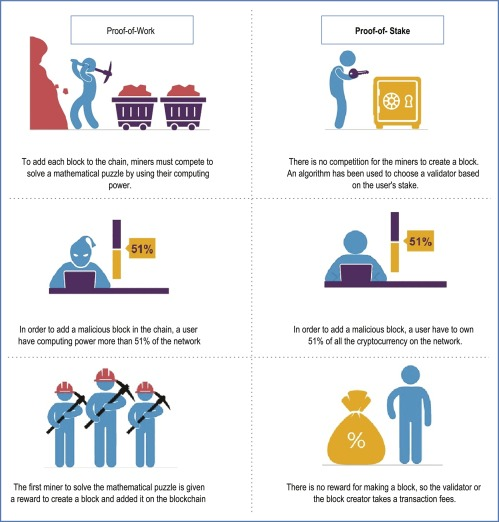 Proof-of-Work
Proof-of- Stake
To add each block to the chain, miners must compete to
solve a mathematical puzzle by using their computing
power.
There is no competition for the miners to create a block.
An algorithm has been used to choose a validator based
on the user's stake.
51%
51%
In order to add a malicious block in the chain, a user
have computing power more than 51% of the network
In order to add a malicious block, a user have to own
51% of all the cryptocurrency on the network.
%
The first miner to solve the mathematical puzzle is given
a reward to create a block and added it on the blockchain
There is no reward for making a block, so the validator or
the block creator takes a transaction fees.